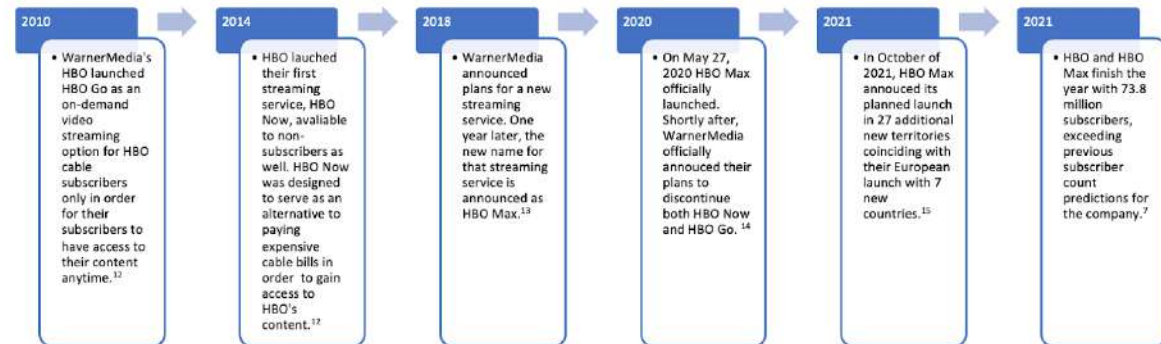 2010
• WarnerMedia's
HBO launched
HBO Go as an
on-demand
video
streaming
option for HBO
cable
subscribers
only in order
for their
subscribers to
have access to
their content
anytime.¹²
2014
• HBO lauched
their first
streaming
service, HBO
Now, avaliable
to non-
subscribers as
well. HBO Now
was designed
to serve as an
alternative to
paying
expensive
cable bills in
order to gain
access to
HBO's
content.¹²
2018
• WarnerMedia
announced
plans for a new
streaming
service. One
year later, the
new name for
that streaming
service is
announced as
HBO Max.¹³
2020
• On May 27,
2020 HBO Max
officially
launched.
Shortly after,
WarnerMedia
officially
annouced their
plans to
discontinue
both HBO Now
and HBO Go. ¹⁴
2021
• In October of
2021, HBO Max
annouced its
planned launch
in 27 additional
new territories
coinciding with
their European
launch with 7
new
countries.¹⁵
2021
• HBO and HBO
Max finish the
year with 73.8
million
subscribers,
exceeding
previous
subscriber
count
predictions for
the company.⁷